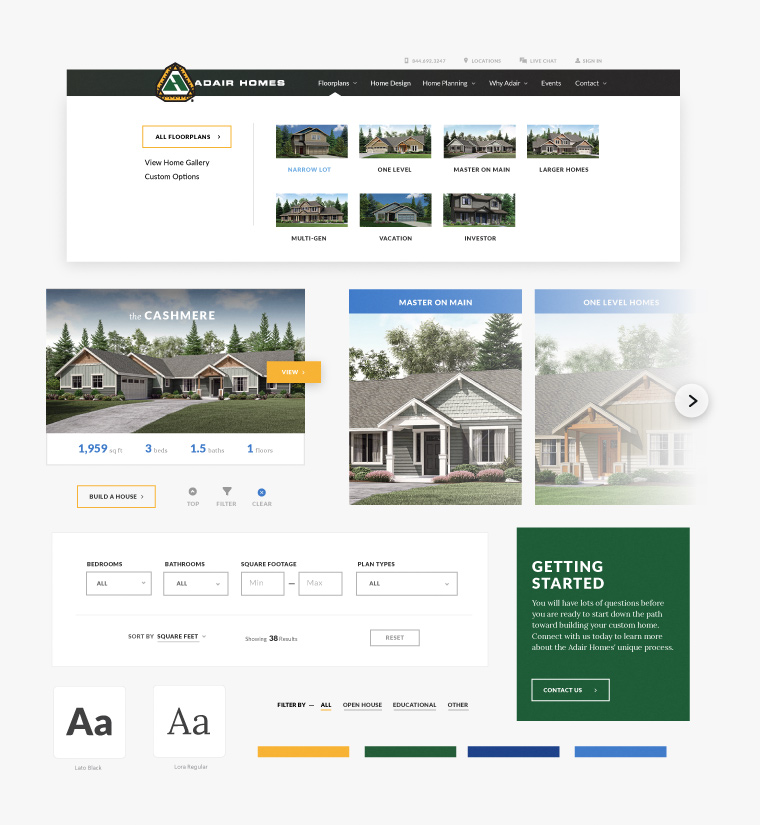 844.693.3847 LOCATIONS LIVE CHAT SIGN IN
ADAIR HOMES
Floorplans Home Design Home Planning Why Adair Events Contact
ALL FLOORPLANS
View Home Gallery
Custom Options
NARROW LOT ONE LEVEL MASTER ON MAIN LARGER HOMES
MULTI-GEN VACATION INVESTOR
the CASHMERE
VIEW
1,959 sq ft 3 beds 1.5 baths 1 floors
BUILD A HOUSE
TOP FILTER CLEAR
MASTER ON MAIN
ONE LEVEL HOMES
BEDROOMS BATHROOMS SQUARE FOOTAGE PLAN TYPES
ALL ALL Min — Max ALL
SORT BY SQUARE FEET Showing 38 Results RESET
GETTING
STARTED
You will have lots of questions before
you are ready to start down the path
toward building your custom home.
Connect with us today to learn more
about the Adair Homes' unique process.
CONTACT US
Aa
Lato Black
Aa
Lora Regular
FILTER BY — ALL OPEN HOUSE EDUCATIONAL OTHER